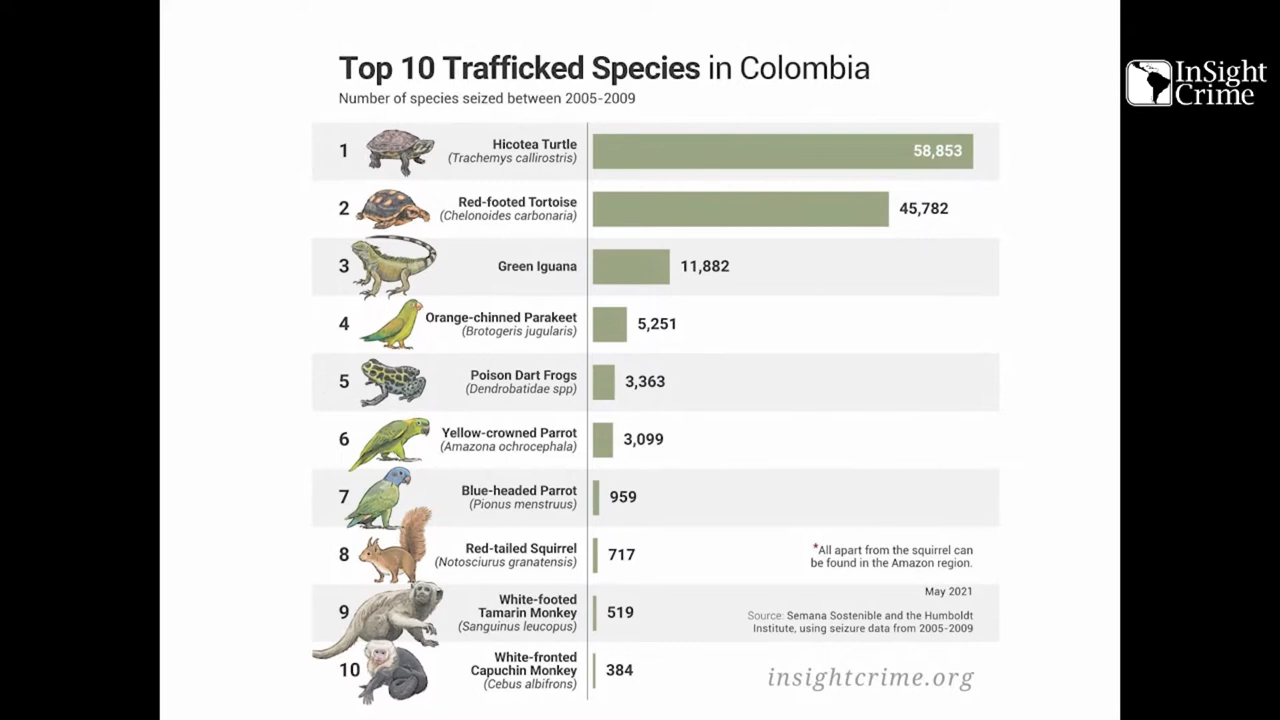 InSight
Crime
Top 10 Trafficked Species in Colombia
Number of species seized between 2005-2009
1
Hicotea Turtle
(Trachemys callirostris)
58,853
2
Red-footed Tortoise
(Chelonoides carbonaria)
45,782
3
Green Iguana
11,882
4
Orange-chinned Parakeet
(Brotogeris jugularis)
5,251
5
Poison Dart Frogs
(Dendrobatidae spp)
3,363
6
Yellow-crowned Parrot
(Amazona ochrocephala)
3,099
7
Blue-headed Parrot
(Pionus menstruus)
959
8
Red-tailed Squirrel
(Notosciurus granatensis)
717
9
White-footed
Tamarin Monkey
(Sanguinus leucopus)
519
10
White-fronted
Capuchin Monkey
(Cebus albifrons)
384
*All apart from the squirrel can
be found in the Amazon region.
May 2021
Source: Semana Sostenible and the Humboldt
Institute, using seizure data from 2005-2009
insightcrime.org